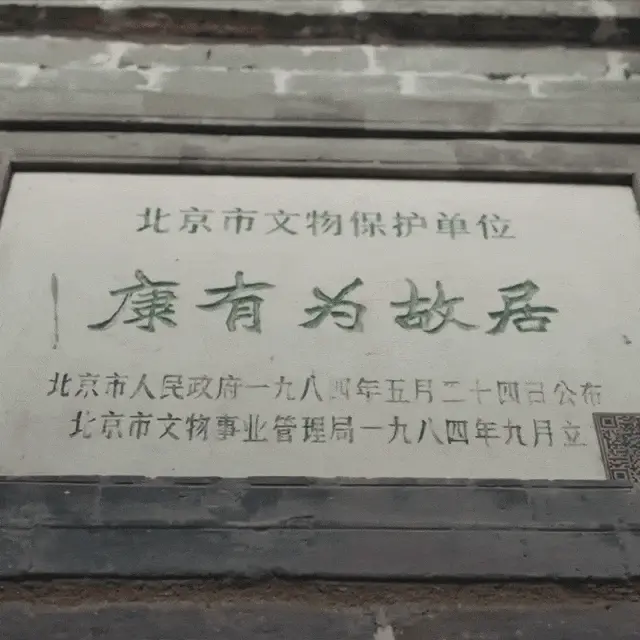 北京市文物保护单位
康有为故居
北京市人民政府一九八四年五月二十四日公布
北京市文物事业管理局一九八四年九月立